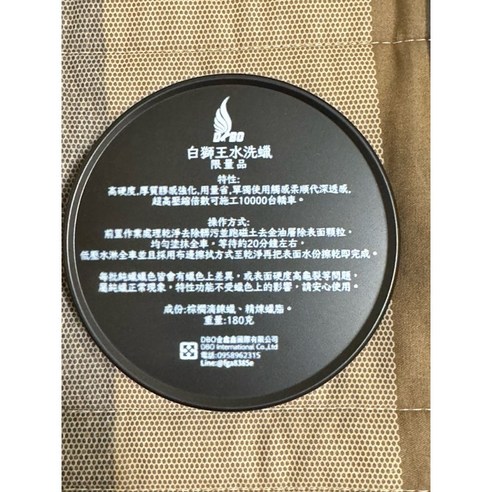 DBO
白獅王水洗蠟
限量品
特性:
高硬度,厚質膠感強化,用量省,單獨使用觸感柔順代深透感,
超高壓縮倍數可施工10000台轎車。
操作方式:
前置作業處理乾淨去除髒污並跑磁土去金油層除表面顆粒,
均勻塗抹全車。等待約20分鐘左右。
低壓水淋全車並且採用布邊擦拭方式至乾淨再把表面水份擦乾即完成。
每批純蠟蠟色皆會有蠟色上差異,或表面硬度高龜裂等問題,
屬純蠟正常現象。特性功能不受蠟色上的影響,請安心使用。
成份:棕櫚滴鍊蠟、精煉蠟脂。
重量:180克
DBO金鑫鑫國際有限公司
DBO International Co.,Ltd
電話:0958962315
Line:@fga8385e